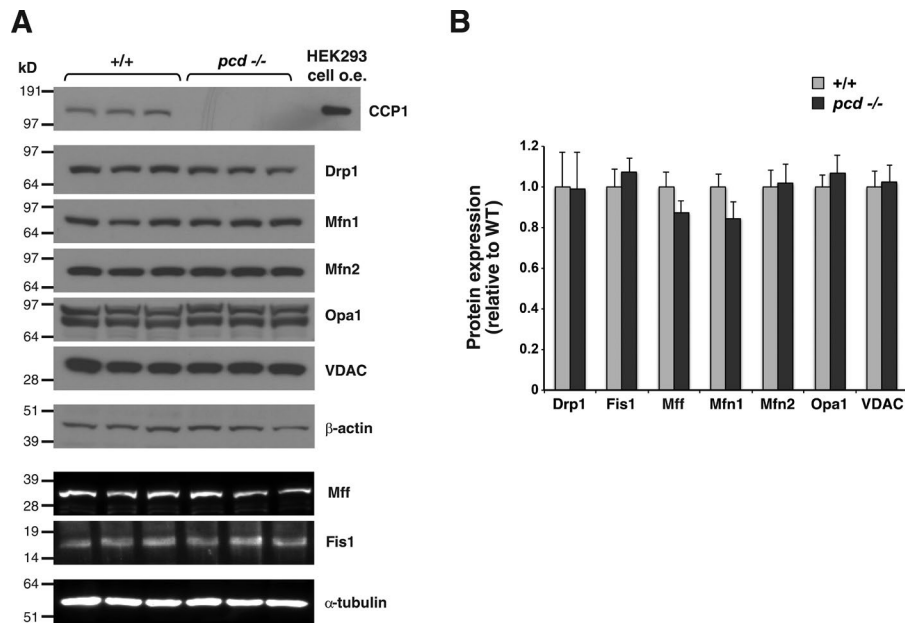 A
B
kD
+/+
pcd -/-
HEK293
cell o.e.
191
97
CCP1
97
64
Drp1
97
64
Mfn1
97
64
Mfn2
97
64
Opa1
28
VDAC
51
39
β-actin
39
28
Mff
19
14
Fis1
64
51
α-tubulin
+/+
pcd -/-
Protein expression
(relative to WT)
1.2
1.0
0.8
0.6
0.4
0.2
0
Drp1 Fis1 Mff Mfn1 Mfn2 Opa1 VDAC